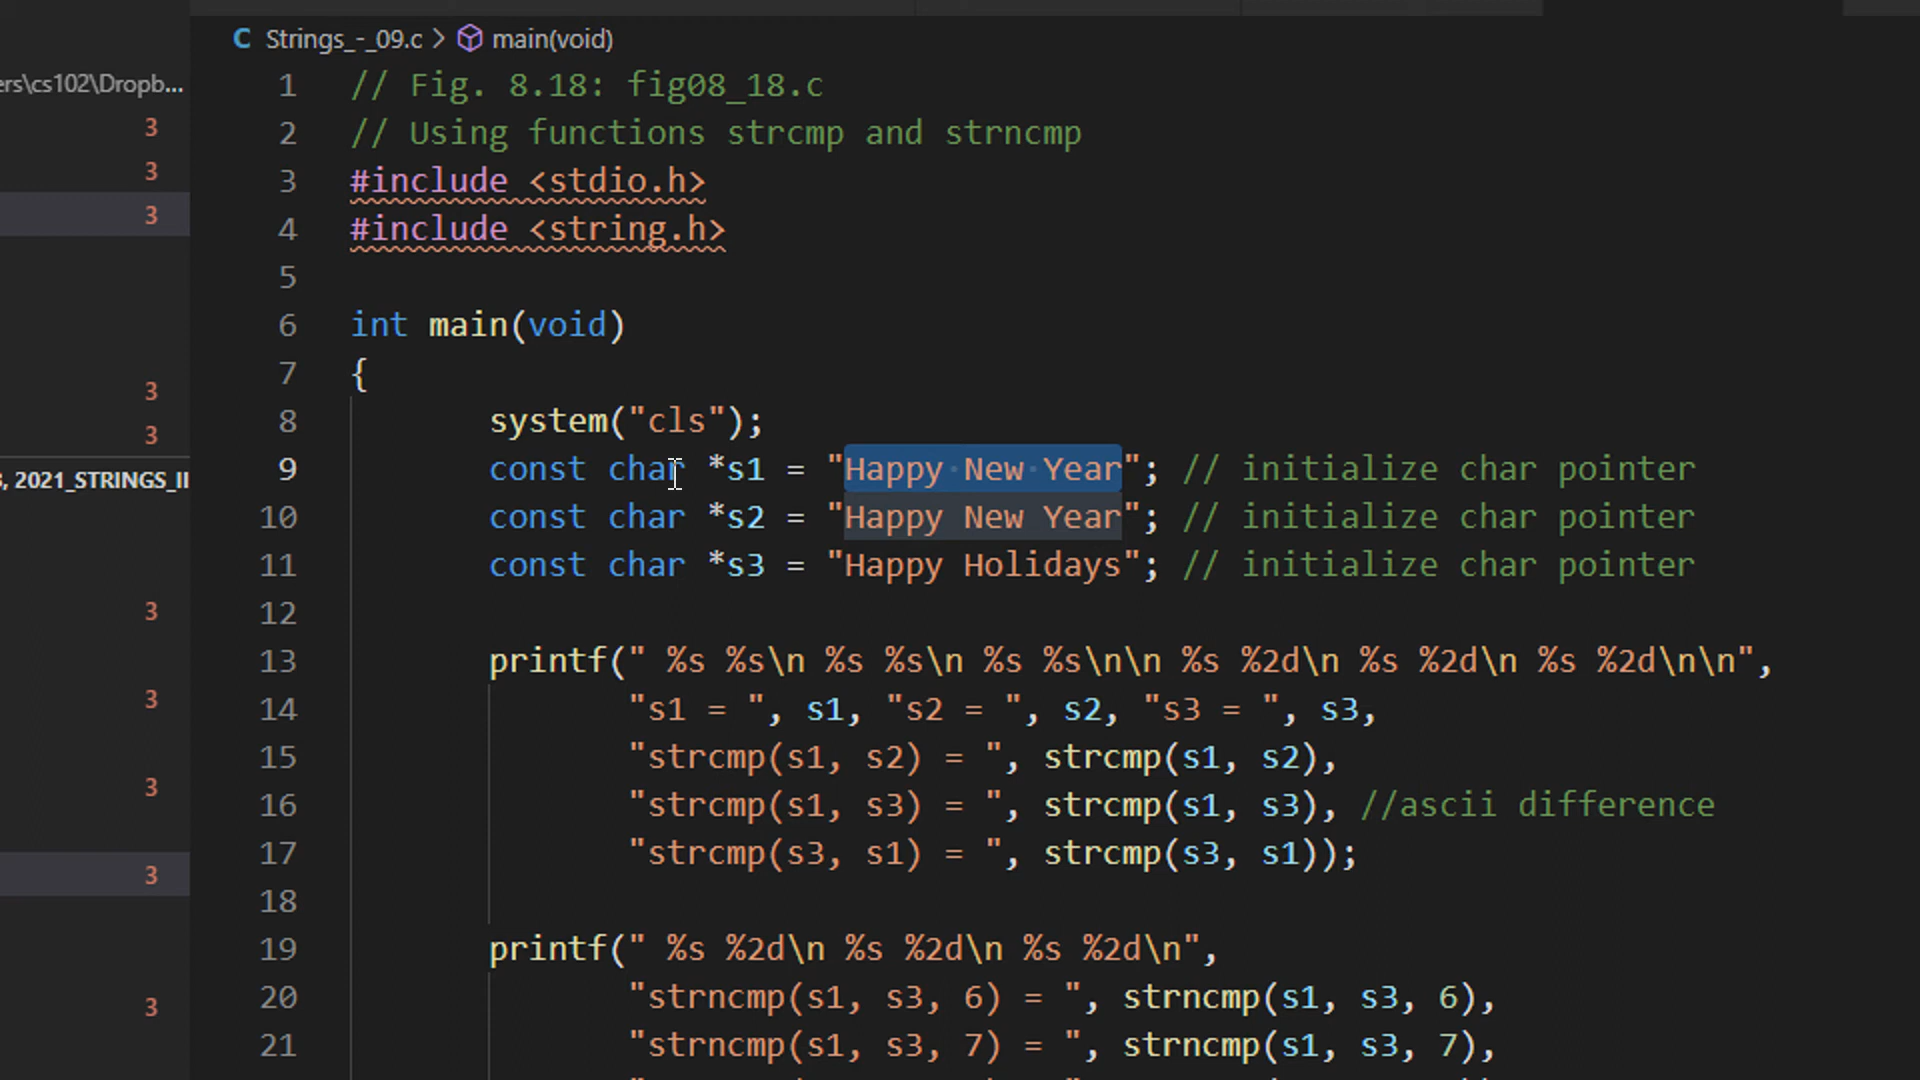 Strings_-_09.c > main(void)
ers\cs102\Dropb...
3
3
3
3
3
3, 2021_STRINGS_II
3
3
3
3
3
1 // Fig. 8.18: fig08_18.c
2 // Using functions strcmp and strncmp
3 #include <stdio.h>
4 #include <string.h>
5
6 int main(void)
7 {
8 system("cls");
9 const char *s1 = "Happy New Year"; // initialize char pointer
10 const char *s2 = "Happy New Year"; // initialize char pointer
11 const char *s3 = "Happy Holidays"; // initialize char pointer
12
13 printf(" %s %s\n %s %s\n %s %s\n\n %s %2d\n %s %2d\n %s %2d\n\n",
14 "s1 = ", s1, "s2 = ", s2, "s3 = ", s3,
15 "strcmp(s1, s2) = ", strcmp(s1, s2),
16 "strcmp(s1, s3) = ", strcmp(s1, s3), //ascii difference
17 "strcmp(s3, s1) = ", strcmp(s3, s1));
18
19 printf(" %s %2d\n %s %2d\n %s %2d\n",
20 "strncmp(s1, s3, 6) = ", strncmp(s1, s3, 6),
21 "strncmp(s1, s3, 7) = ", strncmp(s1, s3, 7),